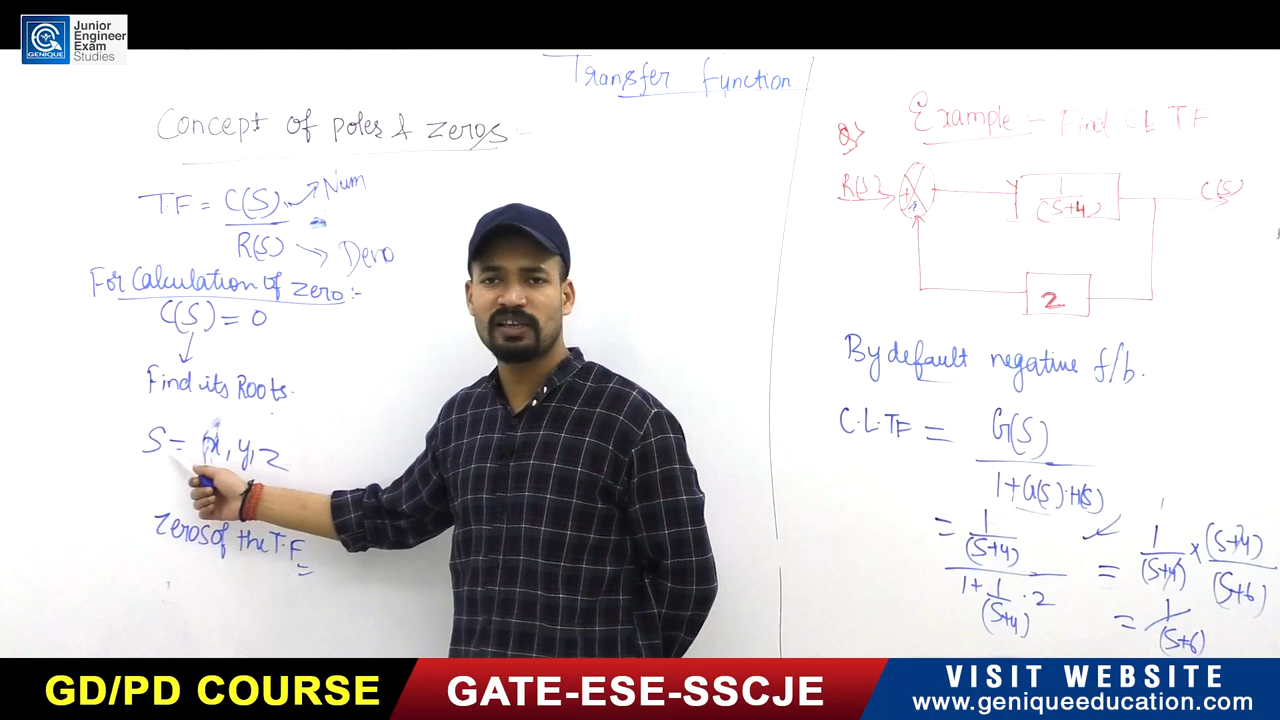 GENIQUE
Junior
Engineer
Exam
Studies
Transfer function
Concept of poles & zeros :-
T.F = C(S) → Num
R(S) → Deno
For Calculation of zero :-
C(S) = 0
Find its Roots.
S = x, y, z
Zeros of the T.F
Q> Example :- Find CLTF
R(S)
1
(S+4)
C(S)
2
By default negative f/b.
C.L.TF = G(S)
1+G(S).H(S)
= 1
(S+4)
1+ 1 . 2
(S+4)
= 1 × (S+4)
(S+4) (S+6)
= 1
(S+6)
GD/PD COURSE
GATE-ESE-SSCJE
VISIT WEBSITE
www.geniqueeducation.com